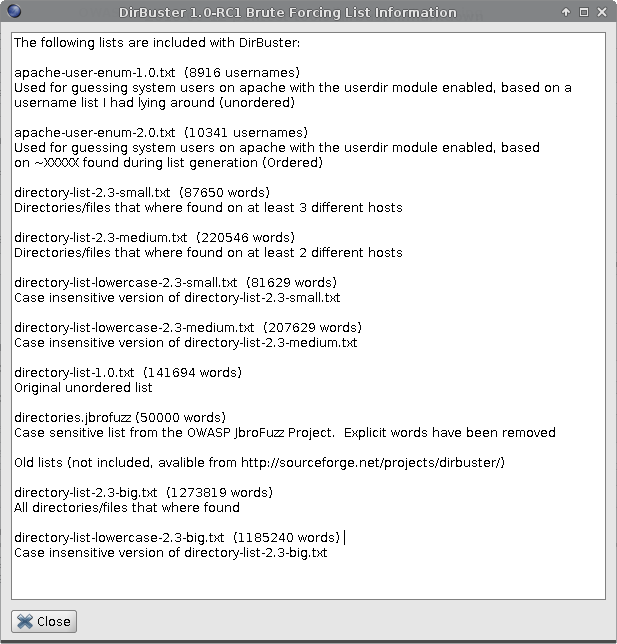 DirBuster 1.0-RC1 Brute Forcing List Information
The following lists are included with DirBuster:
apache-user-enum-1.0.txt (8916 usernames)
Used for guessing system users on apache with the userdir module enabled, based on a
username list I had lying around (unordered)
apache-user-enum-2.0.txt (10341 usernames)
Used for guessing system users on apache with the userdir module enabled, based
on ~XXXXX found during list generation (Ordered)
directory-list-2.3-small.txt (87650 words)
Directories/files that where found on at least 3 different hosts
directory-list-2.3-medium.txt (220546 words)
Directories/files that where found on at least 2 different hosts
directory-list-lowercase-2.3-small.txt (81629 words)
Case insensitive version of directory-list-2.3-small.txt
directory-list-lowercase-2.3-medium.txt (207629 words)
Case insensitive version of directory-list-2.3-medium.txt
directory-list-1.0.txt (141694 words)
Original unordered list
directories.jbrofuzz (50000 words)
Case sensitive list from the OWASP JbroFuzz Project. Explicit words have been removed
Old lists (not included, avalible from http://sourceforge.net/projects/dirbuster/)
directory-list-2.3-big.txt (1273819 words)
All directories/files that where found
directory-list-lowercase-2.3-big.txt (1185240 words)
Case insensitive version of directory-list-2.3-big.txt
Close